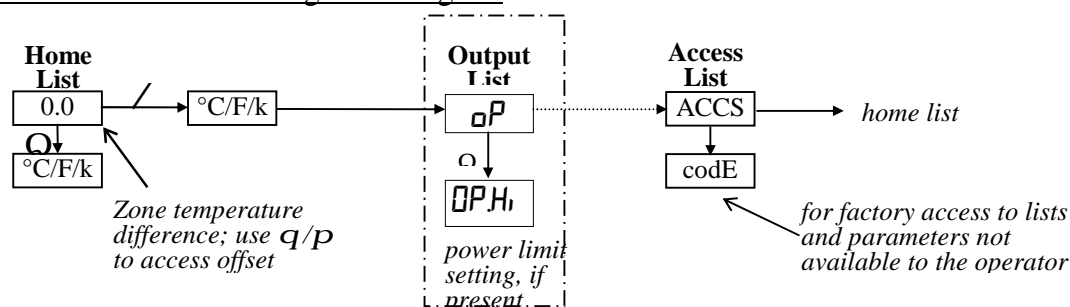 Home
List
0.0
Q
°C/F/k
/
°C/F/k
Zone temperature
difference; use q/p
to access offset
Output
List
oP
Q
OP.Hi
power limit
setting, if
present
Access
List
ACCS
codE
home list
for factory access to lists
and parameters not
available to the operator